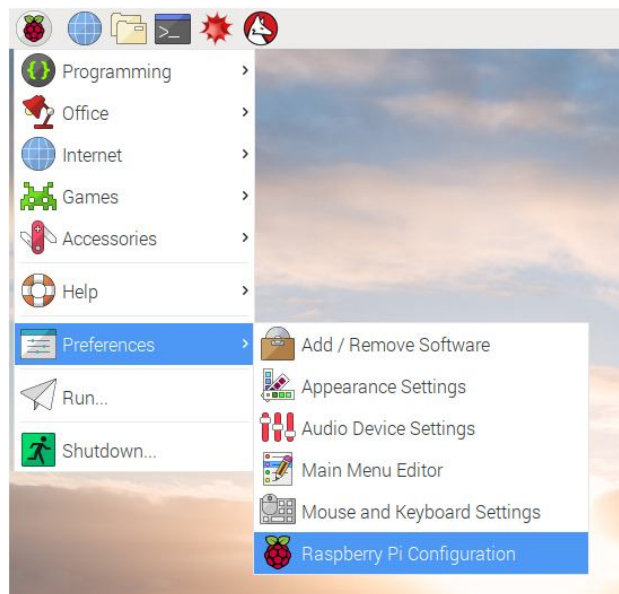 Programming
Office
Internet
Games
Accessories
Help
Preferences
Run...
Shutdown...
Add / Remove Software
Appearance Settings
Audio Device Settings
Main Menu Editor
Mouse and Keyboard Settings
Raspberry Pi Configuration